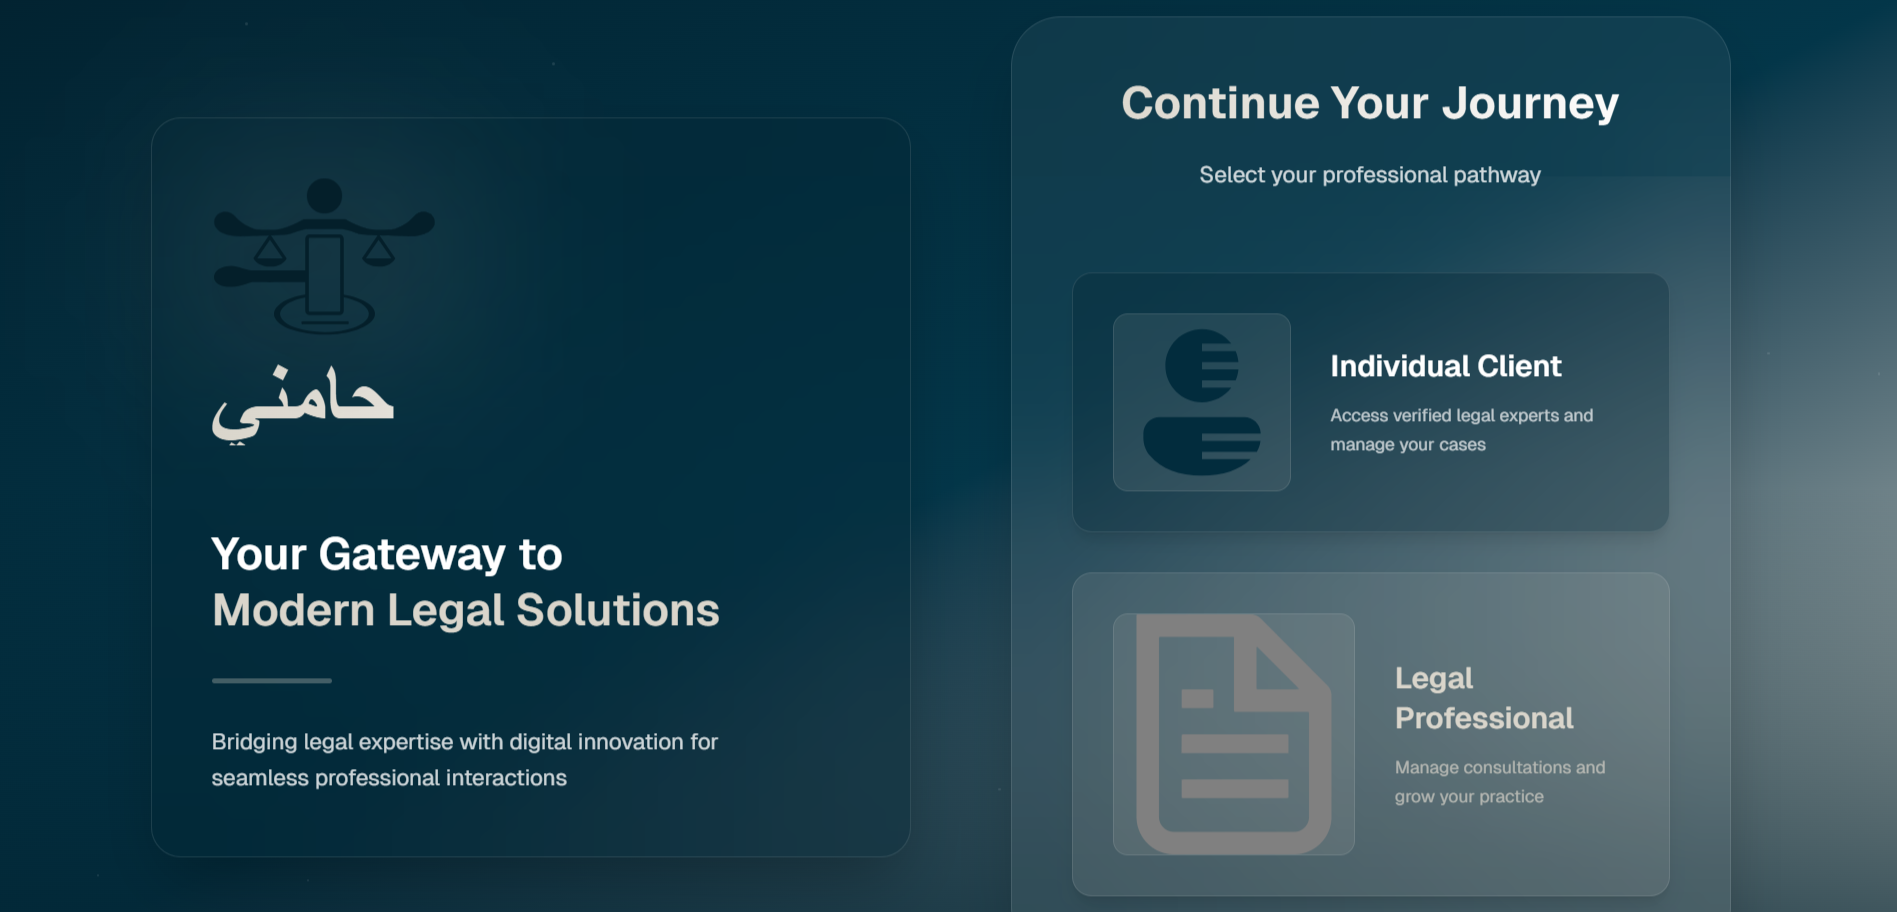 حامني
Your Gateway to
Modern Legal Solutions
Bridging legal expertise with digital innovation for
seamless professional interactions
Continue Your Journey
Select your professional pathway
Individual Client
Access verified legal experts and
manage your cases
Legal
Professional
Manage consultations and
grow your practice